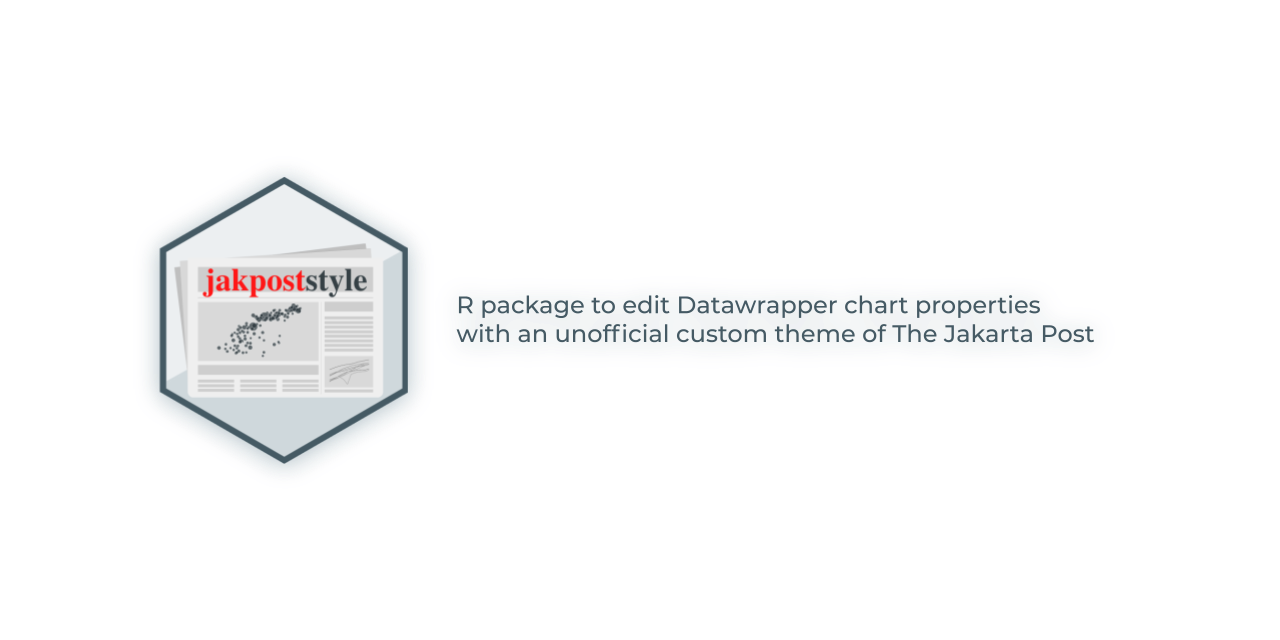 jakpoststyle
R package to edit Datawrapper chart properties
with an unofficial custom theme of The Jakarta Post